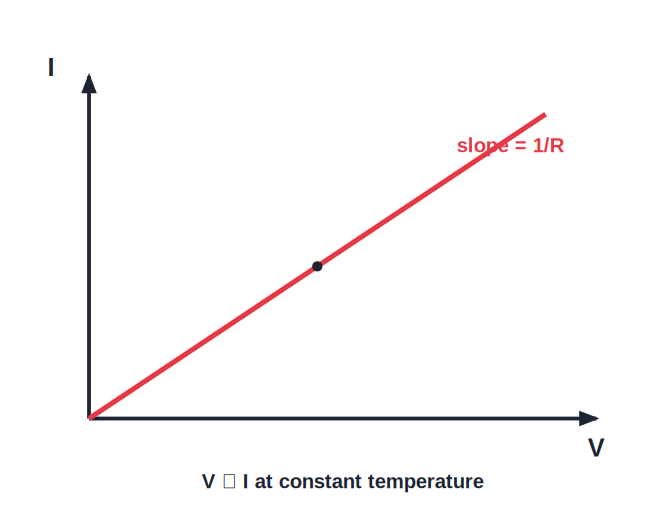 I
slope = 1/R
V
V □ I at constant temperature